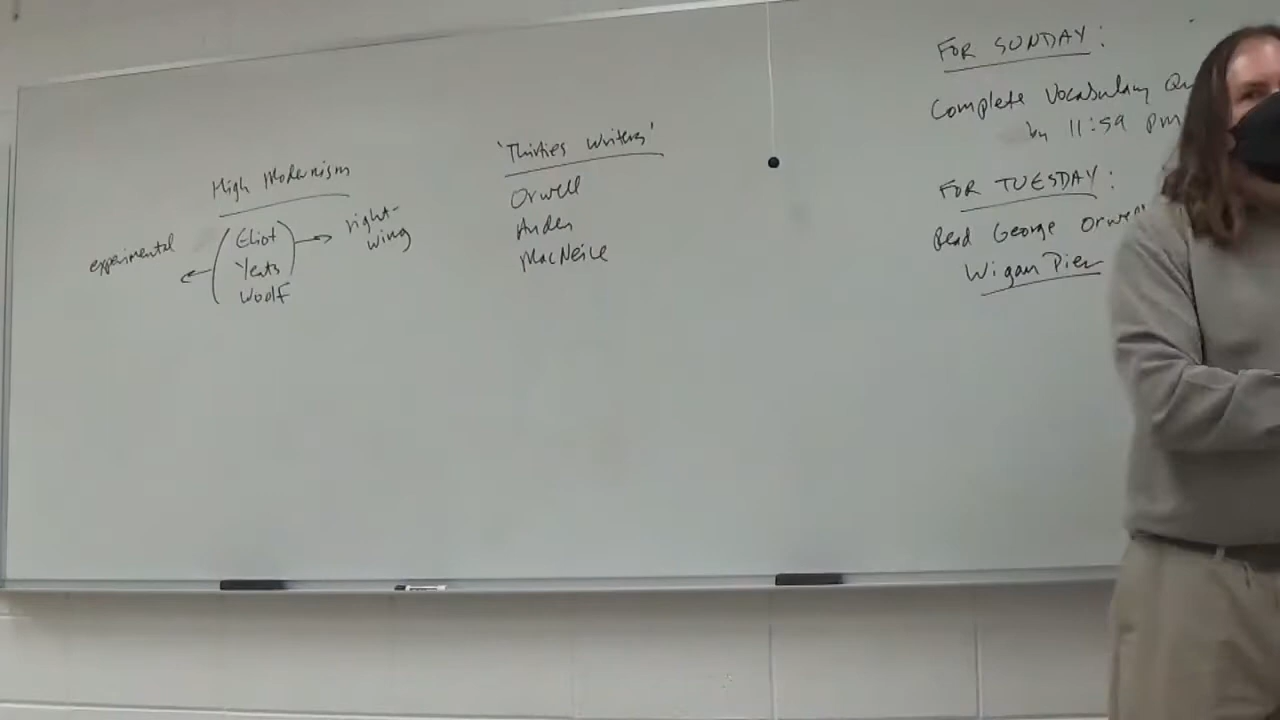 High Modernism
experimental
Eliot
Yeats
Woolf
right-
wing
'Thirties Writers'
Orwell
Auden
MacNeice
FOR SUNDAY:
Complete Vocabulary
by 11:59 pm
FOR TUESDAY:
Read George Orwell
Wigan Pier